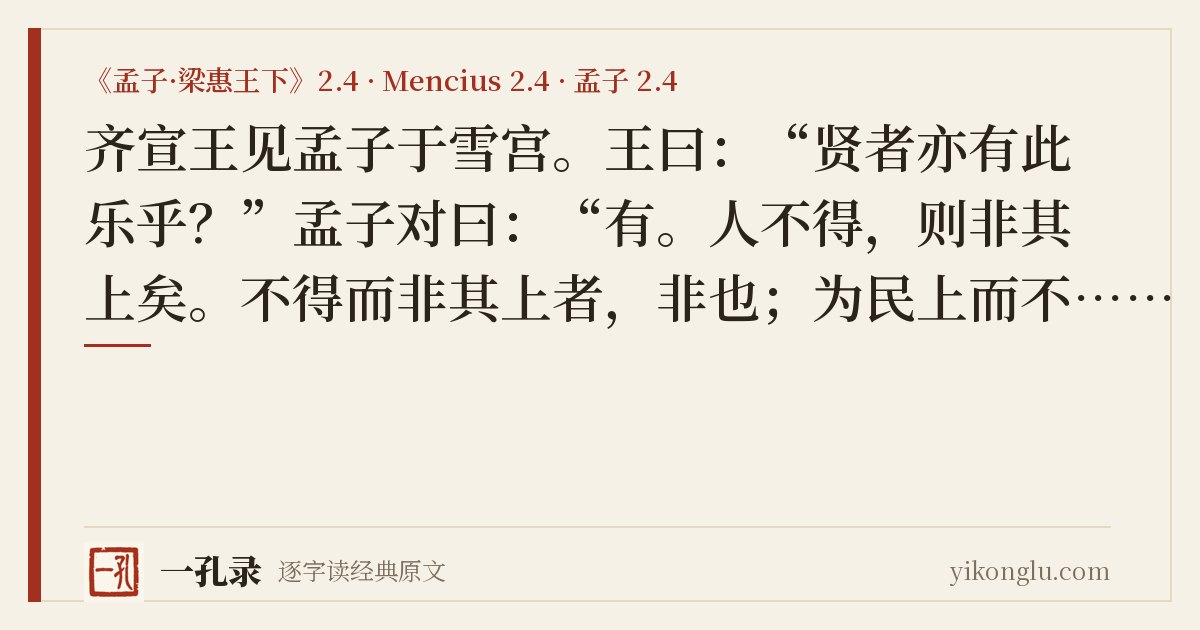 《孟子·梁惠王下》2.4 · Mencius 2.4 · 孟子 2.4
齐宣王见孟子于雪宫。王曰：“贤者亦有此
乐乎？”孟子对曰：“有。人不得，则非其
上矣。不得而非其上者，非也；为民上而不……
一孔
一孔录 逐字读经典原文 yikonglu.com